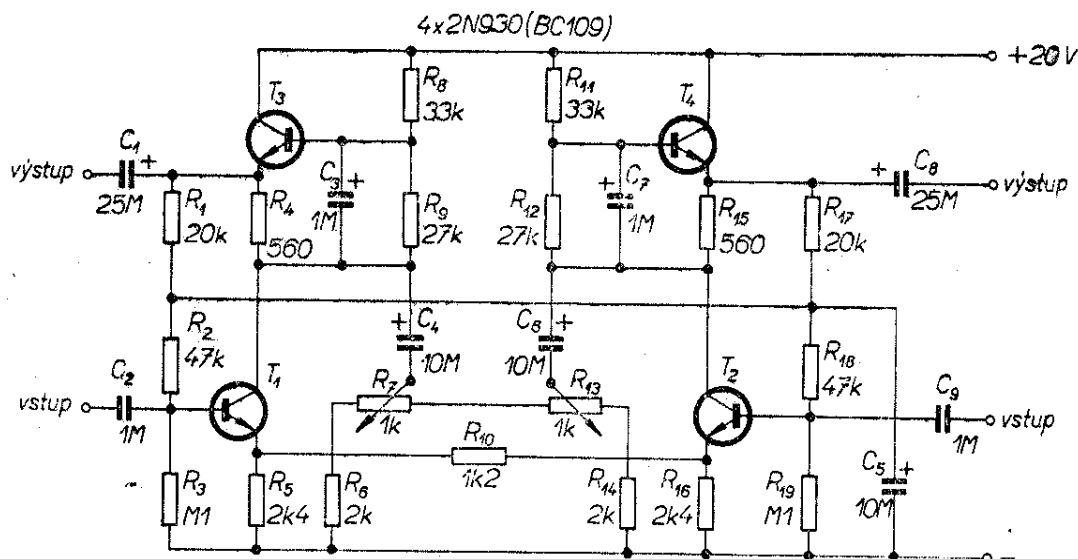 4x2N930(BC109)
+20V
R8
33k
R11
33k
T3
T4
C1
+
výstup
25M
R1
20k
R4
560
C3
+
1M
R9
27k
R12
27k
+
C7
1M
R15
560
R17
20k
+
C8
25M
výstup
R2
47k
+
C4
10M
C6
+
10M
R18
47k
C2
vstup
1M
T1
R7
1k
R13
1k
T2
C9
vstup
1M
R10
1k2
R3
M1
R5
2k4
R6
2k
R14
2k
R16
2k4
R19
M1
C5
+
10M
–